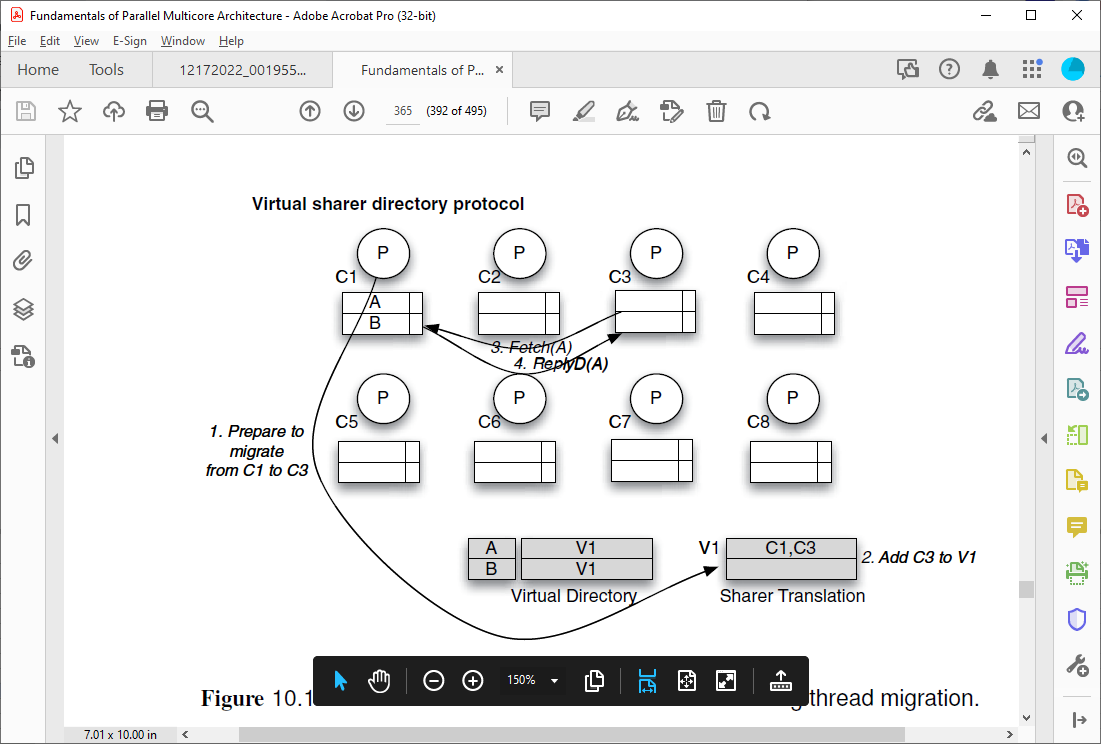 Fundamentals of Parallel Multicore Architecture - Adobe Acrobat Pro (32-bit)
File Edit View E-Sign Window Help
Home Tools 12172022_001955... Fundamentals of P... ×
365 (392 of 495)
Virtual sharer directory protocol
P P P P
C1 C2 C3 C4
A
B
3. Fetch(A)
4. ReplyD(A)
P P P P
C5 C6 C7 C8
1. Prepare to
migrate
from C1 to C3
A V1 V1 C1,C3
B V1
2. Add C3 to V1
Virtual Directory Sharer Translation
150%
Figure 10.1 thread migration.
7.01 x 10.00 in